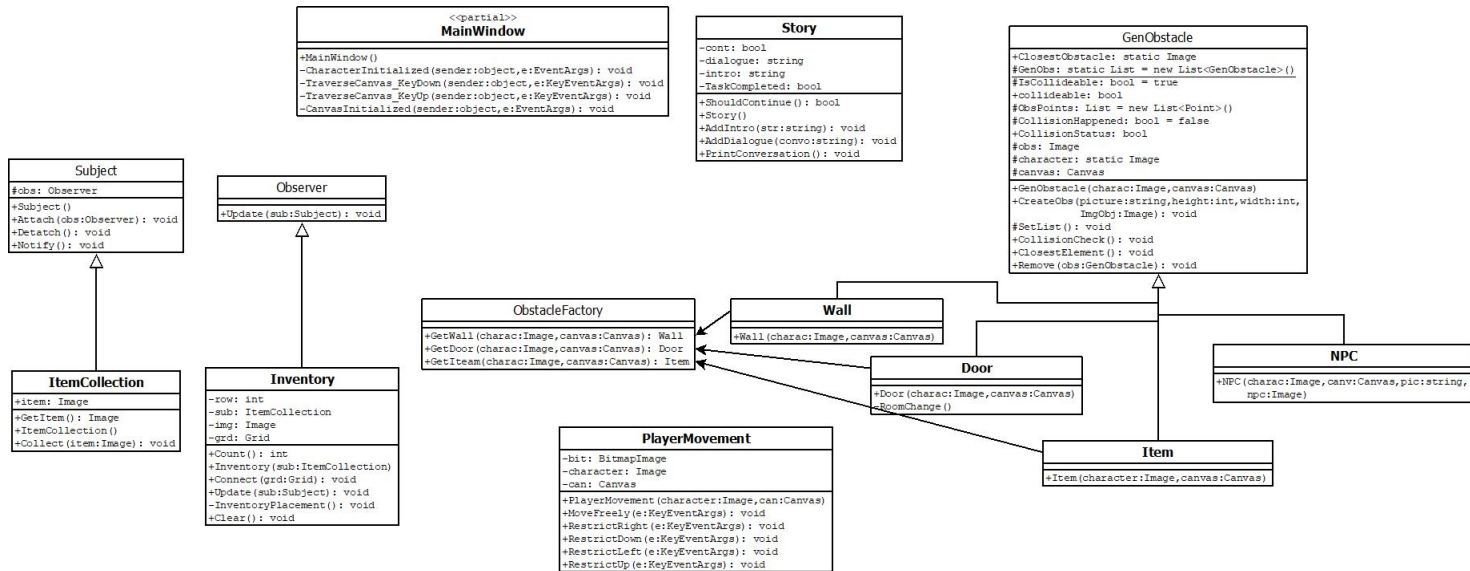 <<partial>>
MainWindow
+MainWindow()
-CharacterInitialized(sender:object,e:EventArgs): void
-TraverseCanvas_KeyDown(sender:object,e:KeyEventArgs): void
-TraverseCanvas_KeyUp(sender:object,e:KeyEventArgs): void
-CanvasInitialized(sender:object,e:EventArgs): void
Story
-cont: bool
-dialogue: string
-intro: string
-TaskCompleted: bool
+ShouldContinue(): bool
+Story()
+AddIntro(str:string): void
+AddDialogue(convo:string): void
+PrintConversation(): void
GenObstacle
+ClosestObstacle: static Image
#GenObs: static List = new List<GenObstacle>()
#IsCollideable: bool = true
+collideable: bool
#ObsPoints: List = new List<Point>()
#CollisionHappened: bool = false
+CollisionStatus: bool
#obs: Image
#character: static Image
#canvas: Canvas
+GenObstacle(charac:Image,canvas:Canvas)
+CreateObs(picture:string,height:int,width:int,
ImgObj:Image): void
#SetList(): void
+CollisionCheck(): void
+ClosestElement(): void
+Remove(obs:GenObstacle): void
Subject
#obs: Observer
+Subject()
+Attach(obs:Observer): void
+Detatch(): void
+Notify(): void
Observer
+Update(sub:Subject): void
ObstacleFactory
+GetWall(charac:Image,canvas:Canvas): Wall
+GetDoor(charac:Image,canvas:Canvas): Door
+GetIteam(charac:Image,canvas:Canvas): Item
Wall
+Wall(charac:Image,canvas:Canvas)
Door
+Door(charac:Image,canvas:Canvas)
-RoomChange()
NPC
+NPC(charac:Image,canv:Canvas,pic:string,
npc:Image)
ItemCollection
+item: Image
+GetItem(): Image
+ItemCollection()
+Collect(item:Image): void
Inventory
-row: int
-sub: ItemCollection
-img: Image
-grd: Grid
+Count(): int
+Inventory(sub:ItemCollection)
+Connect(grd:Grid): void
+Update(sub:Subject): void
-InventoryPlacement(): void
+Clear(): void
PlayerMovement
-bit: BitmapImage
-character: Image
-can: Canvas
+PlayerMovement(character:Image,can:Canvas)
+MoveFreely(e:KeyEventArgs): void
+RestrictRight(e:KeyEventArgs): void
+RestrictDown(e:KeyEventArgs): void
+RestrictLeft(e:KeyEventArgs): void
+RestrictUp(e:KeyEventArgs): void
Item
+Item(character:Image,canvas:Canvas)